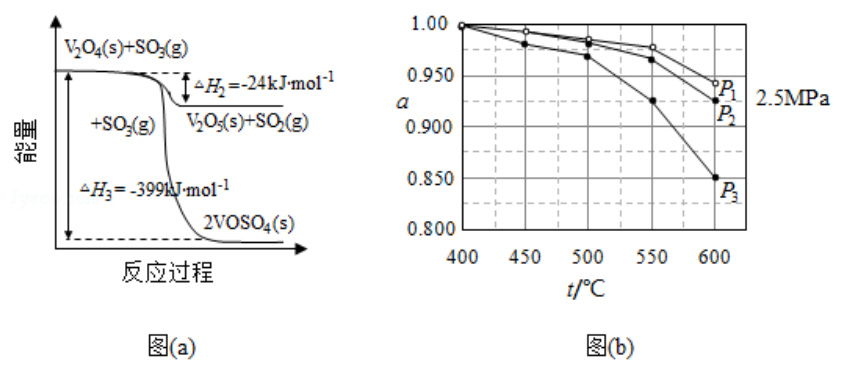 V₂O₄(s)+SO₃(g)
△H₂=-24kJ·mol⁻¹
V₂O₅(s)+SO₂(g)
+SO₃(g)
能量
△H₃=-399kJ·mol⁻¹
2VOSO₄(s)
反应过程
图(a)
1.00
0.950
a
0.900
0.850
0.800
P₁
P₂
2.5MPa
P₃
400 450 500 550 600
t/℃
图(b)